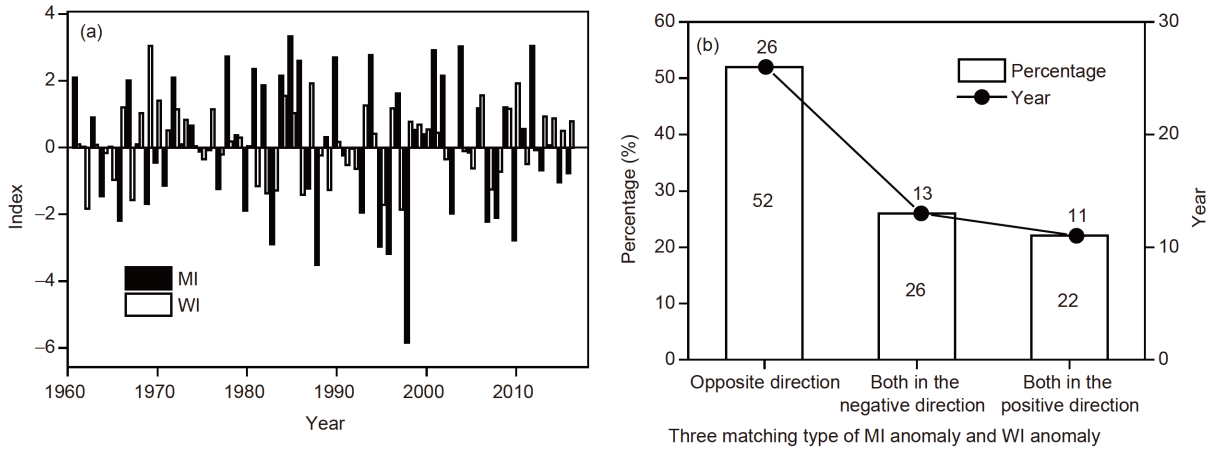 (a)
4
2
0
−2
−4
−6
Index
MI
WI
1960 1970 1980 1990 2000 2010
Year
(b)
60
50
40
30
20
10
0
Percentage (%)
30
20
10
0
Year
Percentage
Year
26
13
11
52
26
22
Opposite direction
Both in the
negative direction
Both in the
positive direction
Three matching type of MI anomaly and WI anomaly